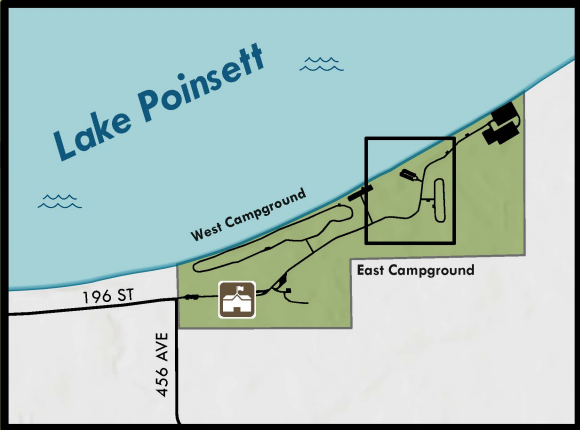 Lake Poinsett
West Campground
East Campground
196 ST
456 AVE